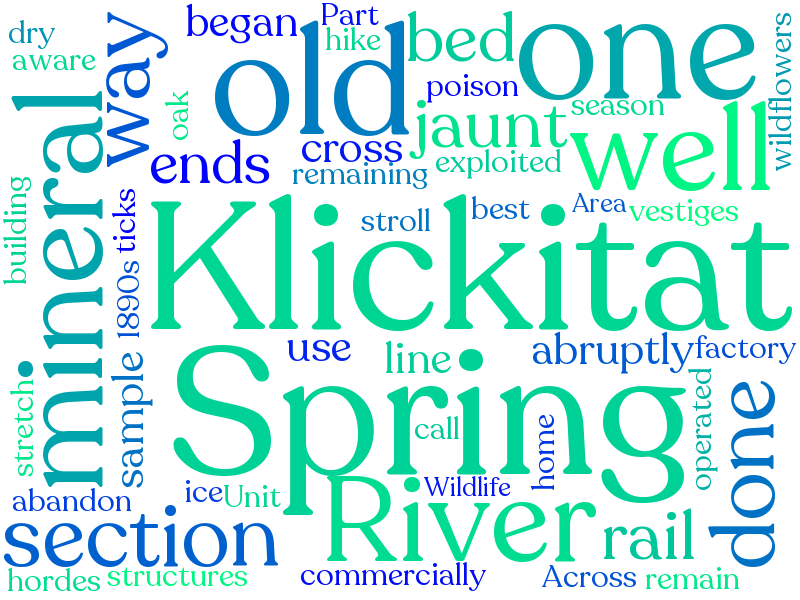 dry
aware
way
began
Part
hike
old
bed
one
wildflowers
mineral
oak
poison
season
jaunt
ends
cross
remaining
exploited
well
building
ticks
stroll
best
Area
vestiges
Klickitat
1890s
use
line
abruptly
factory
stretch
sample
Spring
call
home
operated
done
abandon
ice
Unit
River
Wildlife
section
rail
hordes
structures
commercially
Across
remain